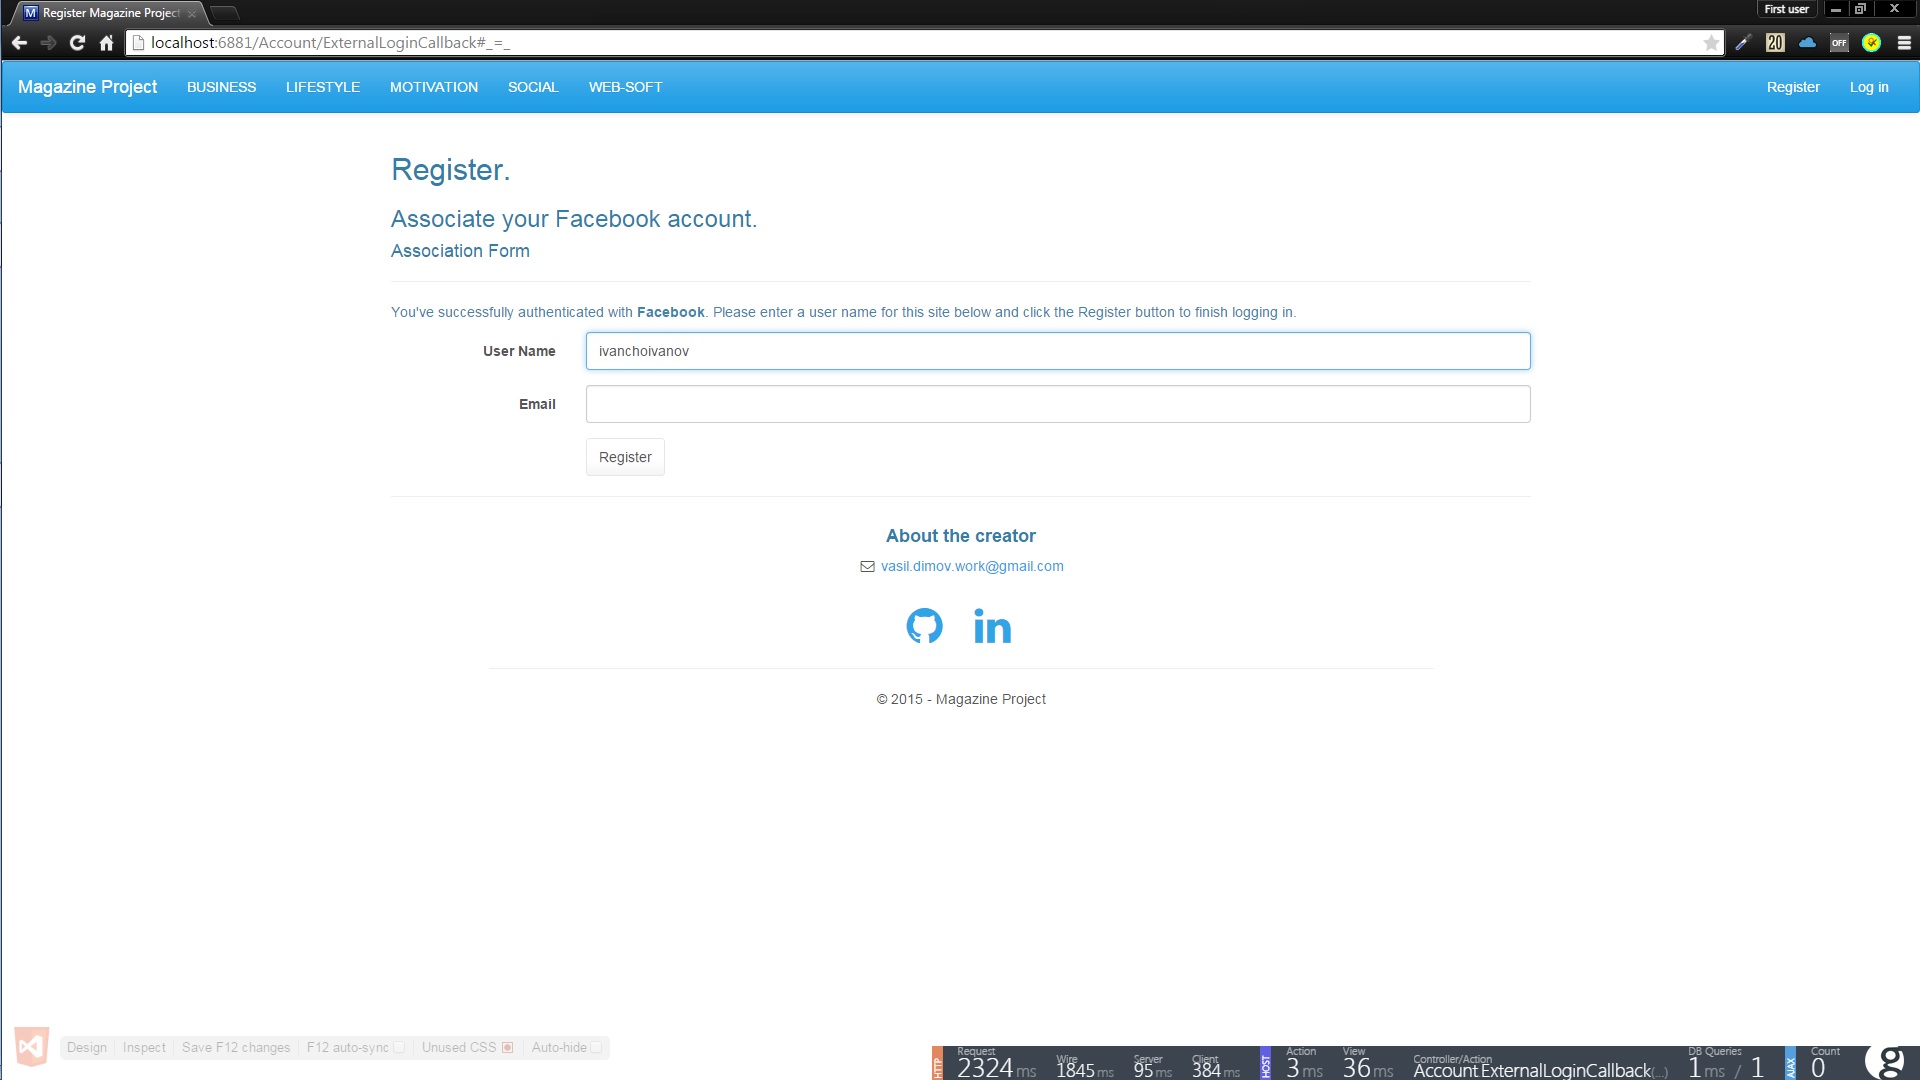 M Register Magazine Project
First user
localhost:6881/Account/ExternalLoginCallback#_=_
20
OFF
Magazine Project BUSINESS LIFESTYLE MOTIVATION SOCIAL WEB-SOFT Register Log in
Register.
Associate your Facebook account.
Association Form
You've successfully authenticated with Facebook. Please enter a user name for this site below and click the Register button to finish logging in.
User Name ivanchoivanov
Email
Register
About the creator
vasil.dimov.work@gmail.com
in
© 2015 - Magazine Project
Design Inspect Save F12 changes F12 auto-sync Unused CSS Auto-hide
HTTP Request 2324 ms Wire 1845 ms Server 95 ms Client 384 ms HOST Action 3 ms View 36 ms Controller/Action Account.ExternalLoginCallback(...) DB Queries 1 ms / 1 AJAX Count 0 g